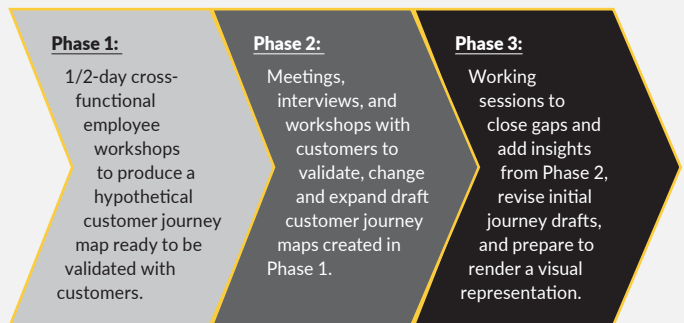 Phase 1:
1/2-day cross-
functional
employee
workshops
to produce a
hypothetical
customer journey
map ready to be
validated with
customers.
Phase 2:
Meetings,
interviews, and
workshops with
customers to
validate, change
and expand draft
customer journey
maps created in
Phase 1.
Phase 3:
Working
sessions to
close gaps and
add insights
from Phase 2,
revise initial
journey drafts,
and prepare to
render a visual
representation.